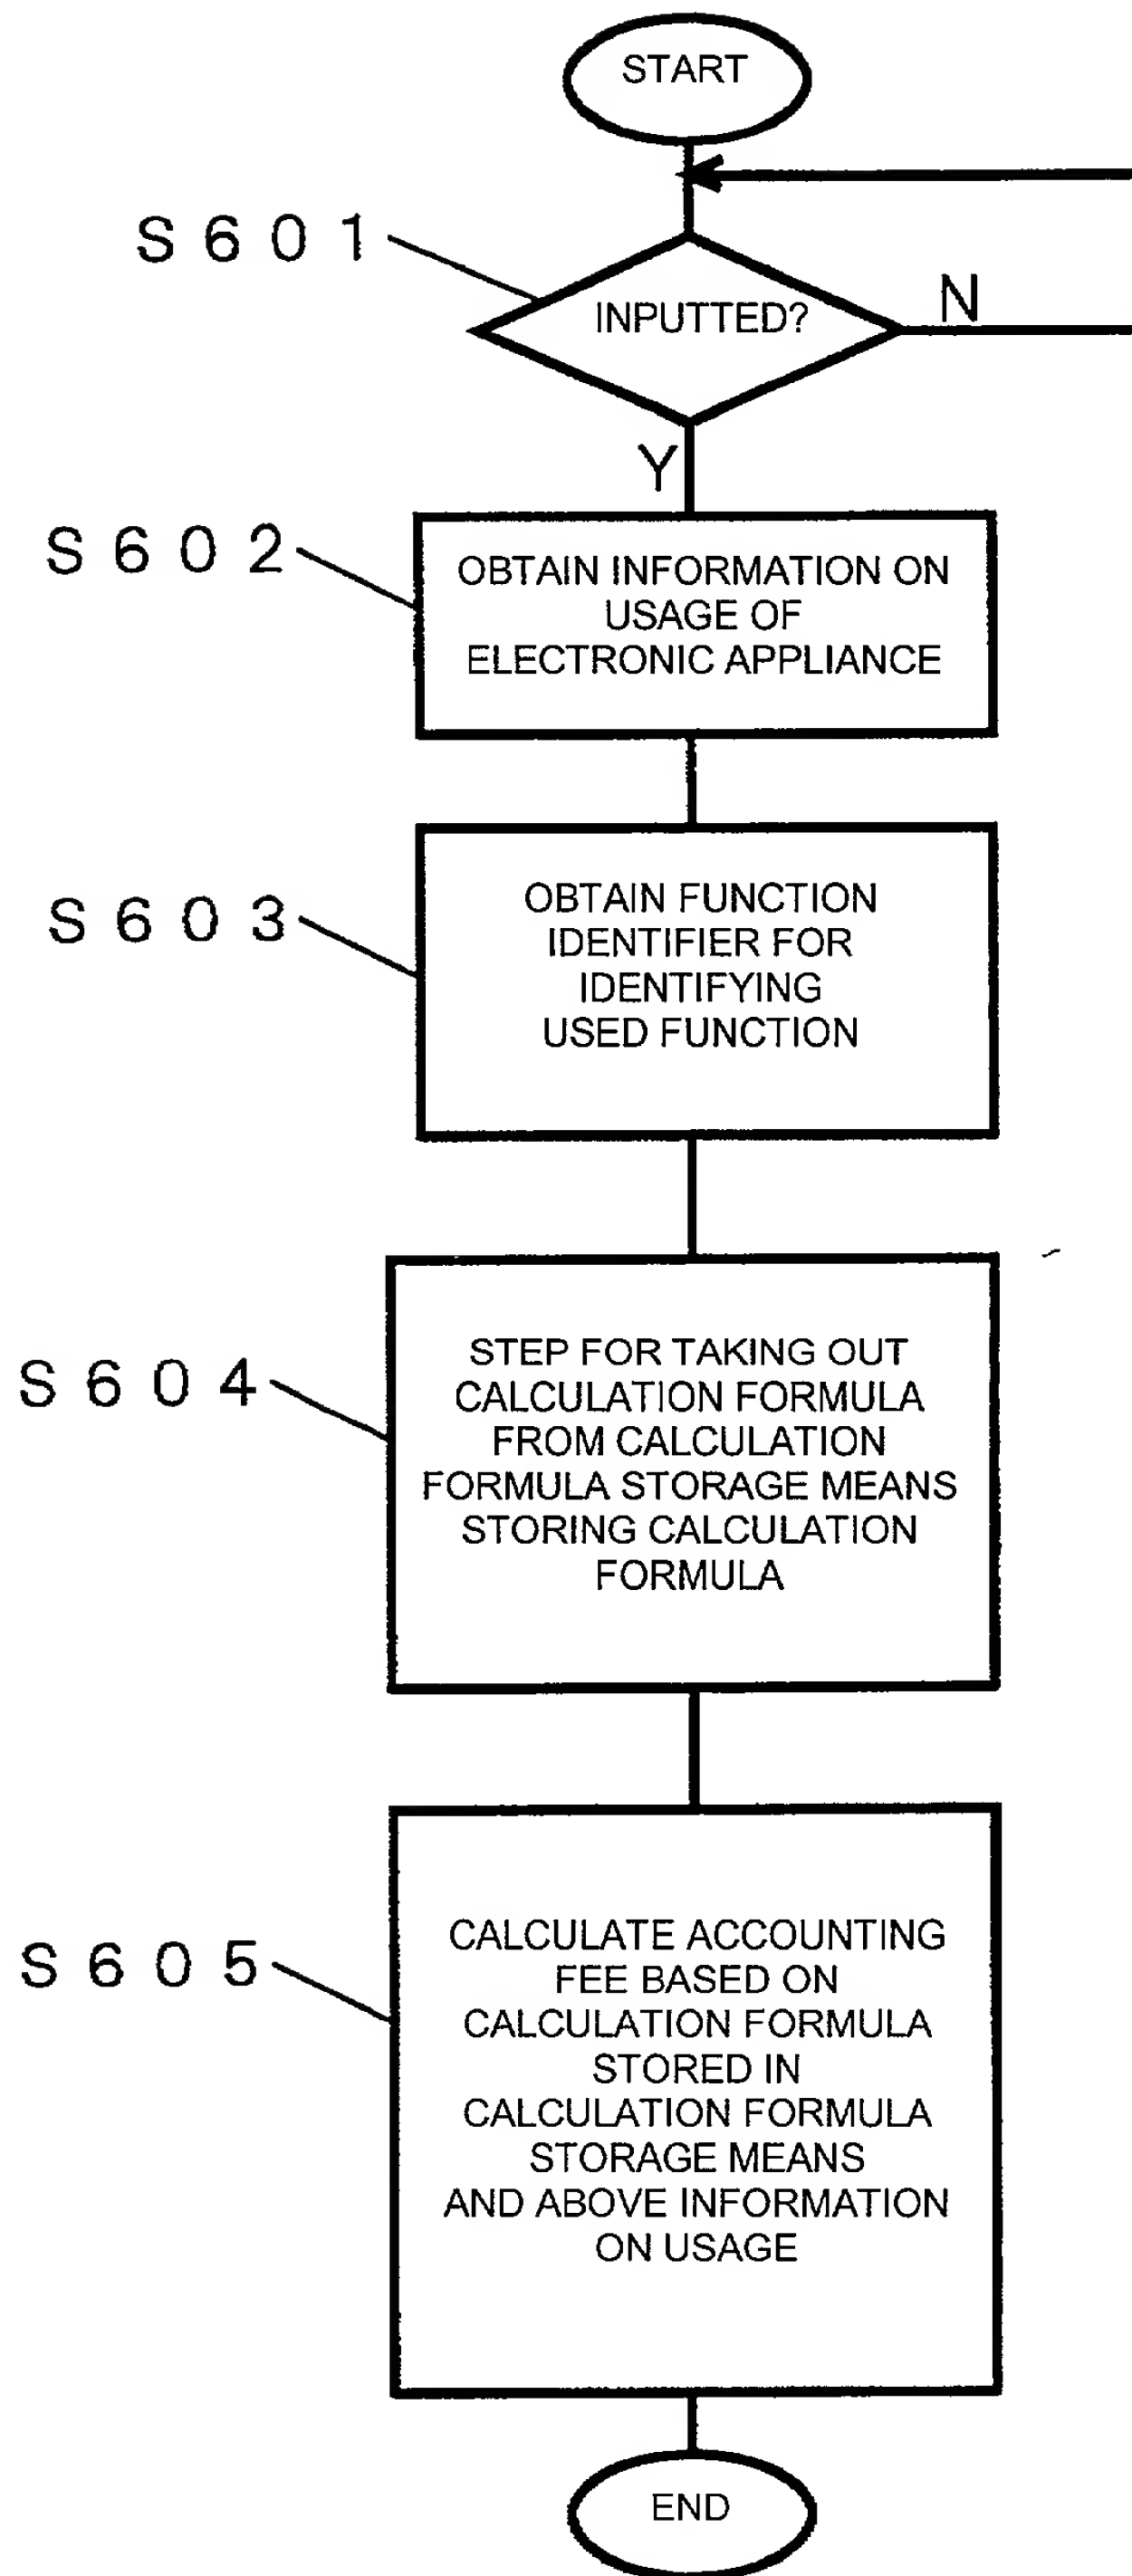 START
S601
INPUTTED?
N
Y
S602
OBTAIN INFORMATION ON
USAGE OF
ELECTRONIC APPLIANCE
S603
OBTAIN FUNCTION
IDENTIFIER FOR
IDENTIFYING
USED FUNCTION
S604
STEP FOR TAKING OUT
CALCULATION FORMULA
FROM CALCULATION
FORMULA STORAGE MEANS
STORING CALCULATION
FORMULA
S605
CALCULATE ACCOUNTING
FEE BASED ON
CALCULATION FORMULA
STORED IN
CALCULATION FORMULA
STORAGE MEANS
AND ABOVE INFORMATION
ON USAGE
END